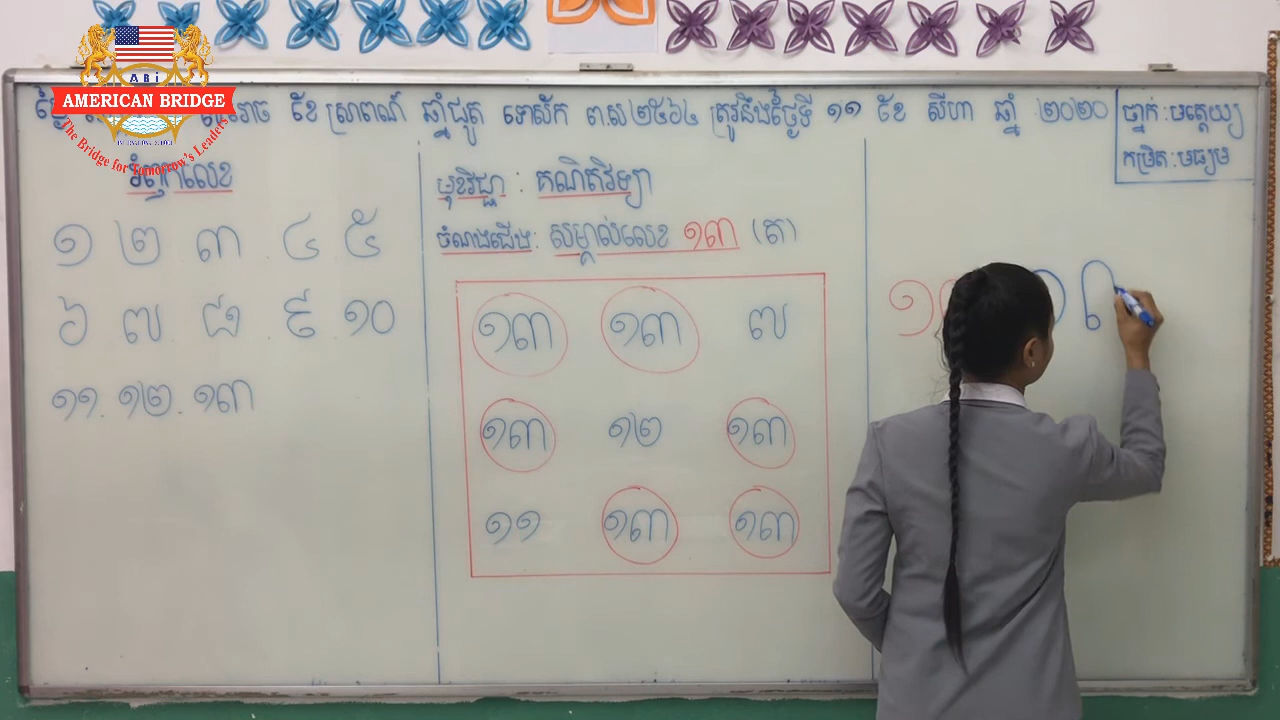 ABi
AMERICAN BRIDGE
INTERNATIONAL SCHOOL
The Bridge for Tomorrow's Leaders
ខែ ស្រាពណ៍ ឆ្នាំជូត ទោស័ក ព.ស ២៥៦៤ ត្រូវនឹងថ្ងៃទី ១១ ខែ សីហា ឆ្នាំ ២០២០
ថ្នាក់ : មត្តេយ្យ
កម្រិត : មធ្យម
រំឭកលេខ
១ ២ ៣ ៤ ៥
៦ ៧ ៨ ៩ ១០
១១ . ១២ . ១៣
មុខវិជ្ជា : គណិតវិទ្យា
ចំណងជើង: សម្គាល់លេខ ១៣ (ត)
១៣ ១៣ ៧
១៣ ១២ ១៣
១១ ១៣ ១៣